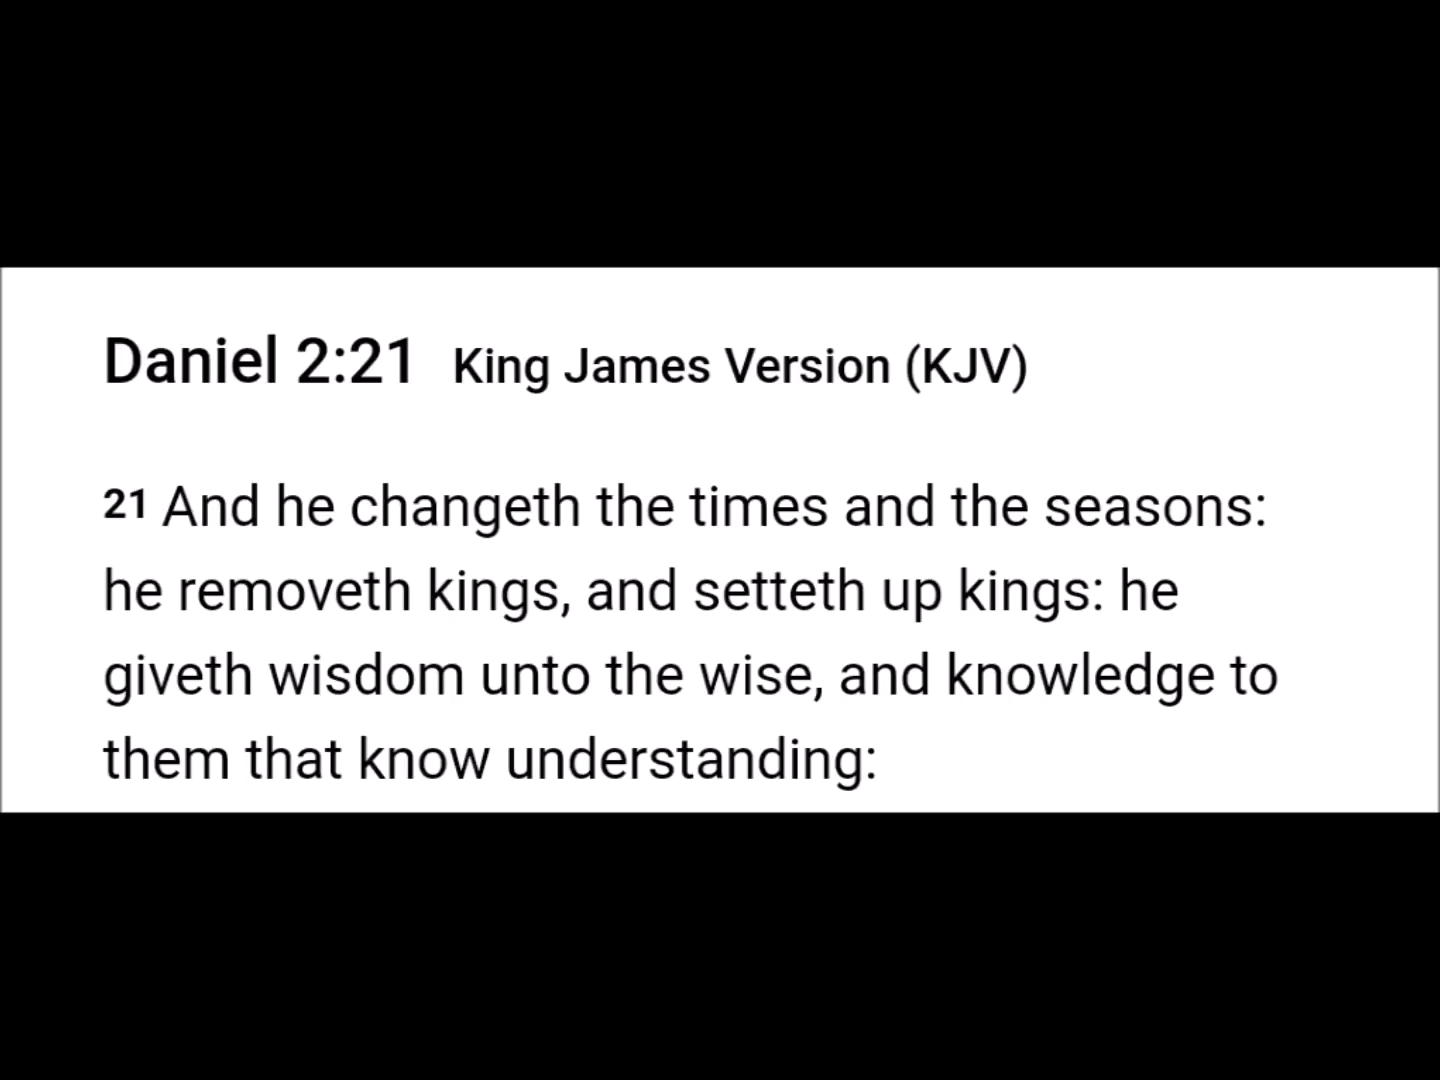 Daniel 2:21 King James Version (KJV)
21 And he changeth the times and the seasons:
he removeth kings, and setteth up kings: he
giveth wisdom unto the wise, and knowledge to
them that know understanding: